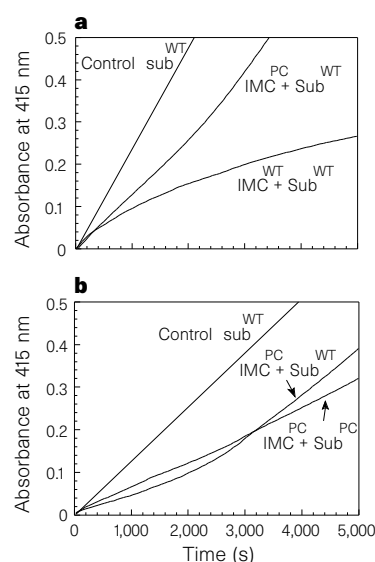 a
0.5
0.4
0.3
0.2
0.1
0
Absorbance at 415 nm
Control sub WT
IMC PC + Sub WT
IMC WT + Sub WT
b
0.5
0.4
0.3
0.2
0.1
0
Absorbance at 415 nm
Control sub WT
IMC PC + Sub WT
IMC PC + Sub PC
0 1,000 2,000 3,000 4,000 5,000
Time (s)